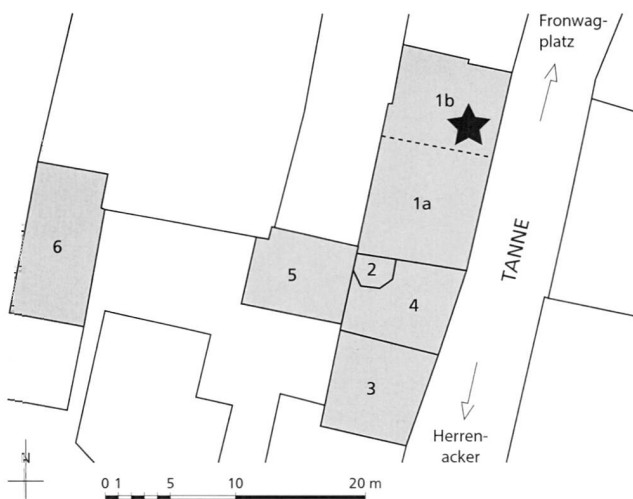 Fronwag-
platz
1b
1a
TANNE
6
5
2
4
3
Herren-
acker
N
0 1 5 10 20 m